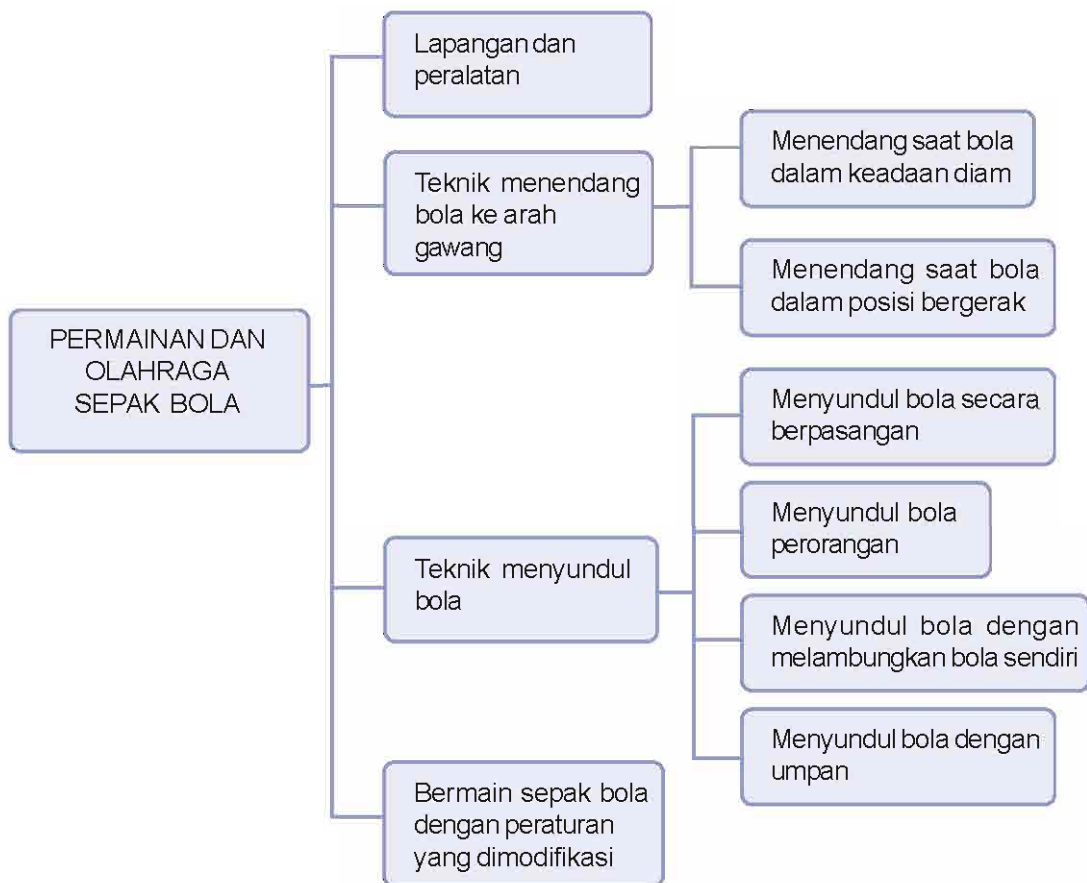 PERMAINAN DAN
OLAHRAGA
SEPAK BOLA
Lapangan dan
peralatan
Teknik menendang
bola ke arah
gawang
Menendang saat bola
dalam keadaan diam
Menendang saat bola
dalam posisi bergerak
Teknik menyundul
bola
Menyundul bola secara
berpasangan
Menyundul bola
perorangan
Menyundul bola dengan
melambungkan bola sendiri
Menyundul bola dengan
umpan
Bermain sepak bola
dengan peraturan
yang dimodifikasi